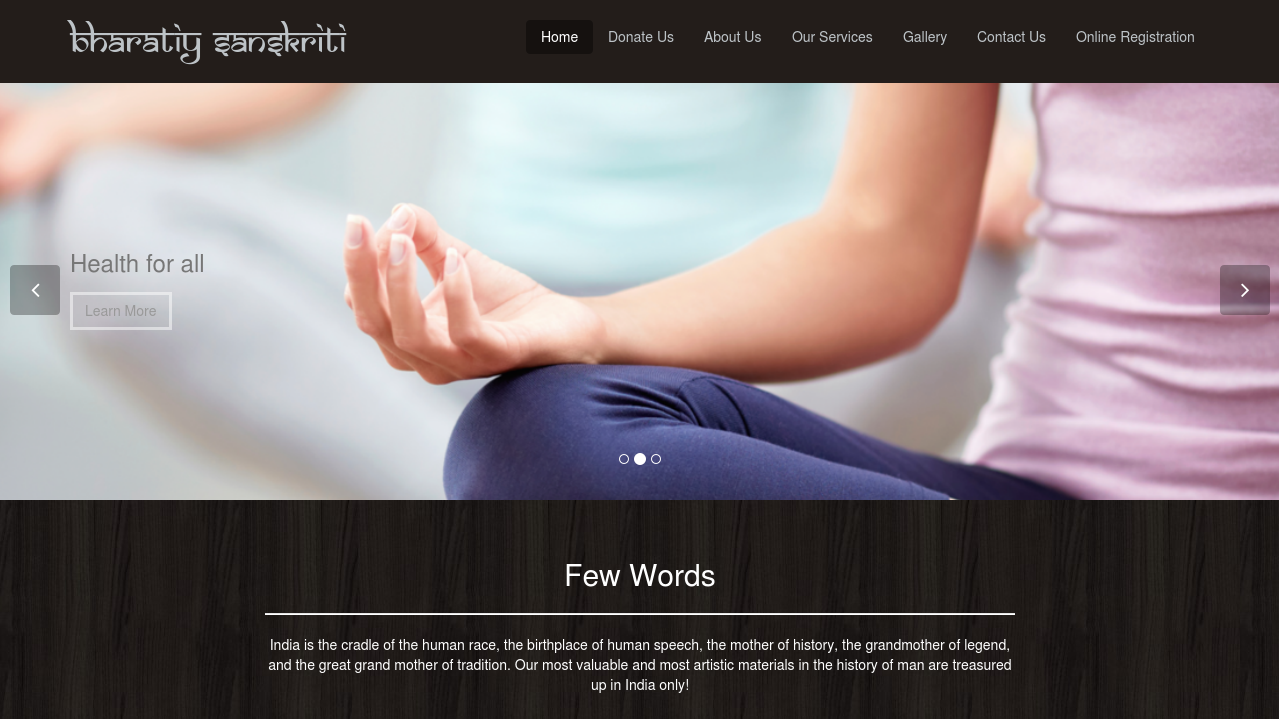 bharatiy sanskriti
Home
Donate Us
About Us
Our Services
Gallery
Contact Us
Online Registration
Health for all
Learn More
Few Words
India is the cradle of the human race, the birthplace of human speech, the mother of history, the grandmother of legend,
and the great grand mother of tradition. Our most valuable and most artistic materials in the history of man are treasured
up in India only!